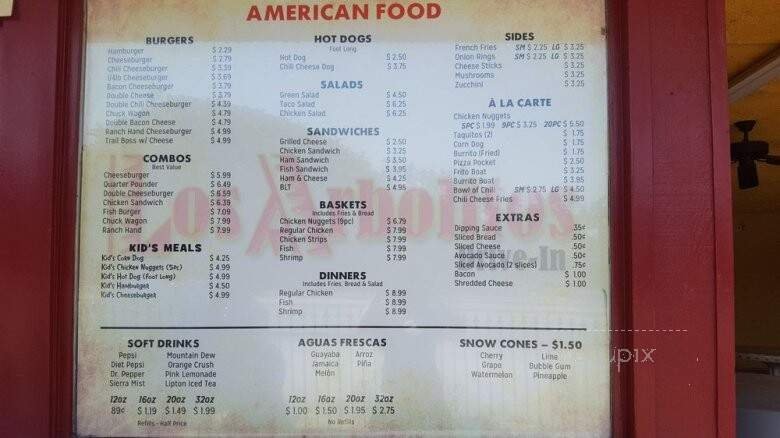 AMERICAN FOOD
BURGERS
Hamburger $ 2.29
Cheeseburger $ 2.79
Chili Cheeseburger $ 3.59
1/4lb Cheeseburger $ 3.69
Bacon Cheeseburger $ 3.79
Double Cheese $ 3.79
Double Chili Cheeseburger $ 4.39
Chuck Wagon $ 4.79
Double Bacon Cheese $ 4.79
Ranch Hand Cheeseburger $ 4.99
Trail Boss w/ Cheese $ 4.99
COMBOS
Best Value
Cheeseburger $ 5.99
Quarter Pounder $ 6.49
Double Cheeseburger $ 6.59
Chicken Sandwich $ 6.39
Fish Burger $ 7.09
Chuck Wagon $ 7.99
Ranch Hand $ 7.99
KID'S MEALS
Kid's Corn Dog $ 4.25
Kid's Chicken Nuggets (5pc) $ 4.99
Kid's Hot Dog (Foot Long) $ 4.99
Kid's Hamburger $ 4.50
Kid's Cheeseburger $ 4.99
HOT DOGS
Foot Long
Hot Dog $ 2.50
Chili Cheese Dog $ 3.75
SALADS
Green Salad $ 4.50
Taco Salad $ 6.25
Chicken Salad $ 6.25
SANDWICHES
Grilled Cheese $ 2.50
Chicken Sandwich $ 3.25
Ham Sandwich $ 3.50
Fish Sandwich $ 3.95
Ham & Cheese $ 4.25
BLT $ 4.95
BASKETS
Includes Fries & Bread
Chicken Nuggets (9pc) $ 6.79
Regular Chicken $ 7.99
Chicken Strips $ 7.99
Fish $ 7.99
Shrimp $ 7.99
DINNERS
Includes Fries, Bread & Salad
Regular Chicken $ 8.99
Fish $ 8.99
Shrimp $ 8.99
SIDES
French Fries SM $ 2.25 LG $ 3.25
Onion Rings SM $ 2.25 LG $ 3.25
Cheese Sticks $ 3.25
Mushrooms $ 3.25
Zucchini $ 3.25
À LA CARTE
Chicken Nuggets
5PC $ 1.99 9PC $ 3.25 20PC $ 5.50
Taquitos (2) $ 1.75
Corn Dog $ 1.75
Burrito (Fried) $ 1.75
Pizza Pocket $ 2.50
Frito Boat $ 3.25
Burrito Boat $ 3.95
Bowl of Chili SM $ 2.75 LG $ 4.50
Chili Cheese Fries $ 4.99
EXTRAS
Dipping Sauce .35¢
Sliced Bread .50¢
Sliced Cheese .50¢
Avocado Sauce .50¢
Sliced Avocado (2 slices) .75¢
Bacon $ 1.00
Shredded Cheese $ 1.00
Drive-In
SOFT DRINKS
Pepsi Mountain Dew
Diet Pepsi Orange Crush
Dr. Pepper Pink Lemonade
Sierra Mist Lipton Iced Tea
12oz 16oz 20oz 32oz
89¢ $ 1.19 $ 1.49 $ 1.99
Refills - Half Price
AGUAS FRESCAS
Guayaba Arroz
Jamaica Piña
Melón
12oz 16oz 20oz 32oz
$ 1.00 $ 1.50 $ 1.95 $ 2.75
No Refills
SNOW CONES – $1.50
Cherry Lime
Grape Bubble Gum
Watermelon Pineapple